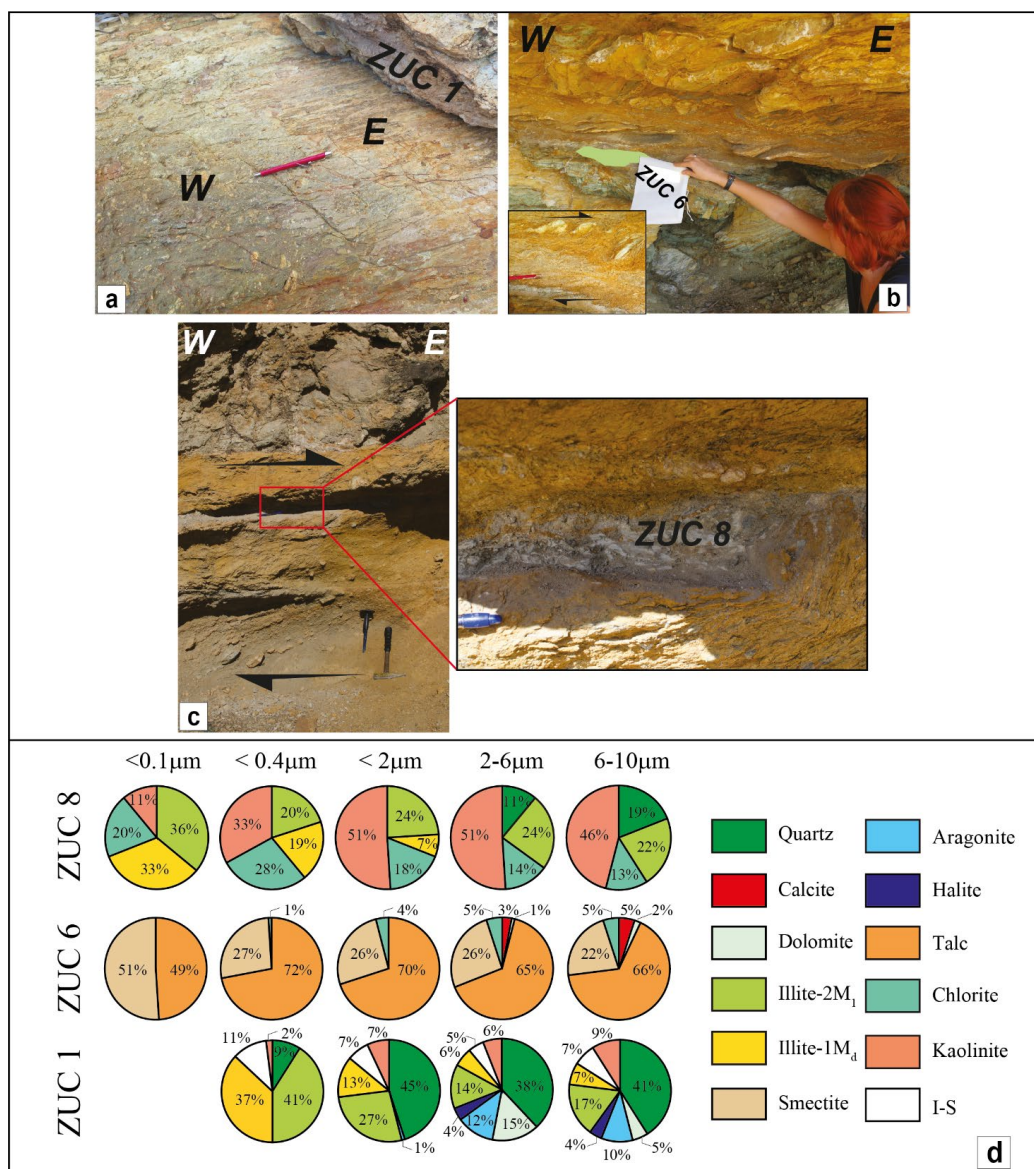 ZUC 1
E
W
a
W
E
ZUC 6
b
W
E
c
ZUC 8
<0.1µm
< 0.4µm
< 2µm
2-6µm
6-10µm
ZUC 8
11%
20%
36%
33%
33%
20%
19%
28%
51%
24%
7%
18%
51%
11%
24%
14%
46%
19%
22%
13%
ZUC 6
51%
49%
1%
27%
72%
4%
26%
70%
5%
3%
1%
26%
65%
5%
5%
2%
22%
66%
ZUC 1
11%
2%
9%
37%
41%
7%
7%
13%
45%
27%
1%
5%
6%
6%
14%
38%
4%
12%
15%
9%
7%
7%
17%
41%
4%
10%
5%
Quartz
Calcite
Dolomite
Illite-2M₁
Illite-1M_d
Smectite
Aragonite
Halite
Talc
Chlorite
Kaolinite
I-S
d